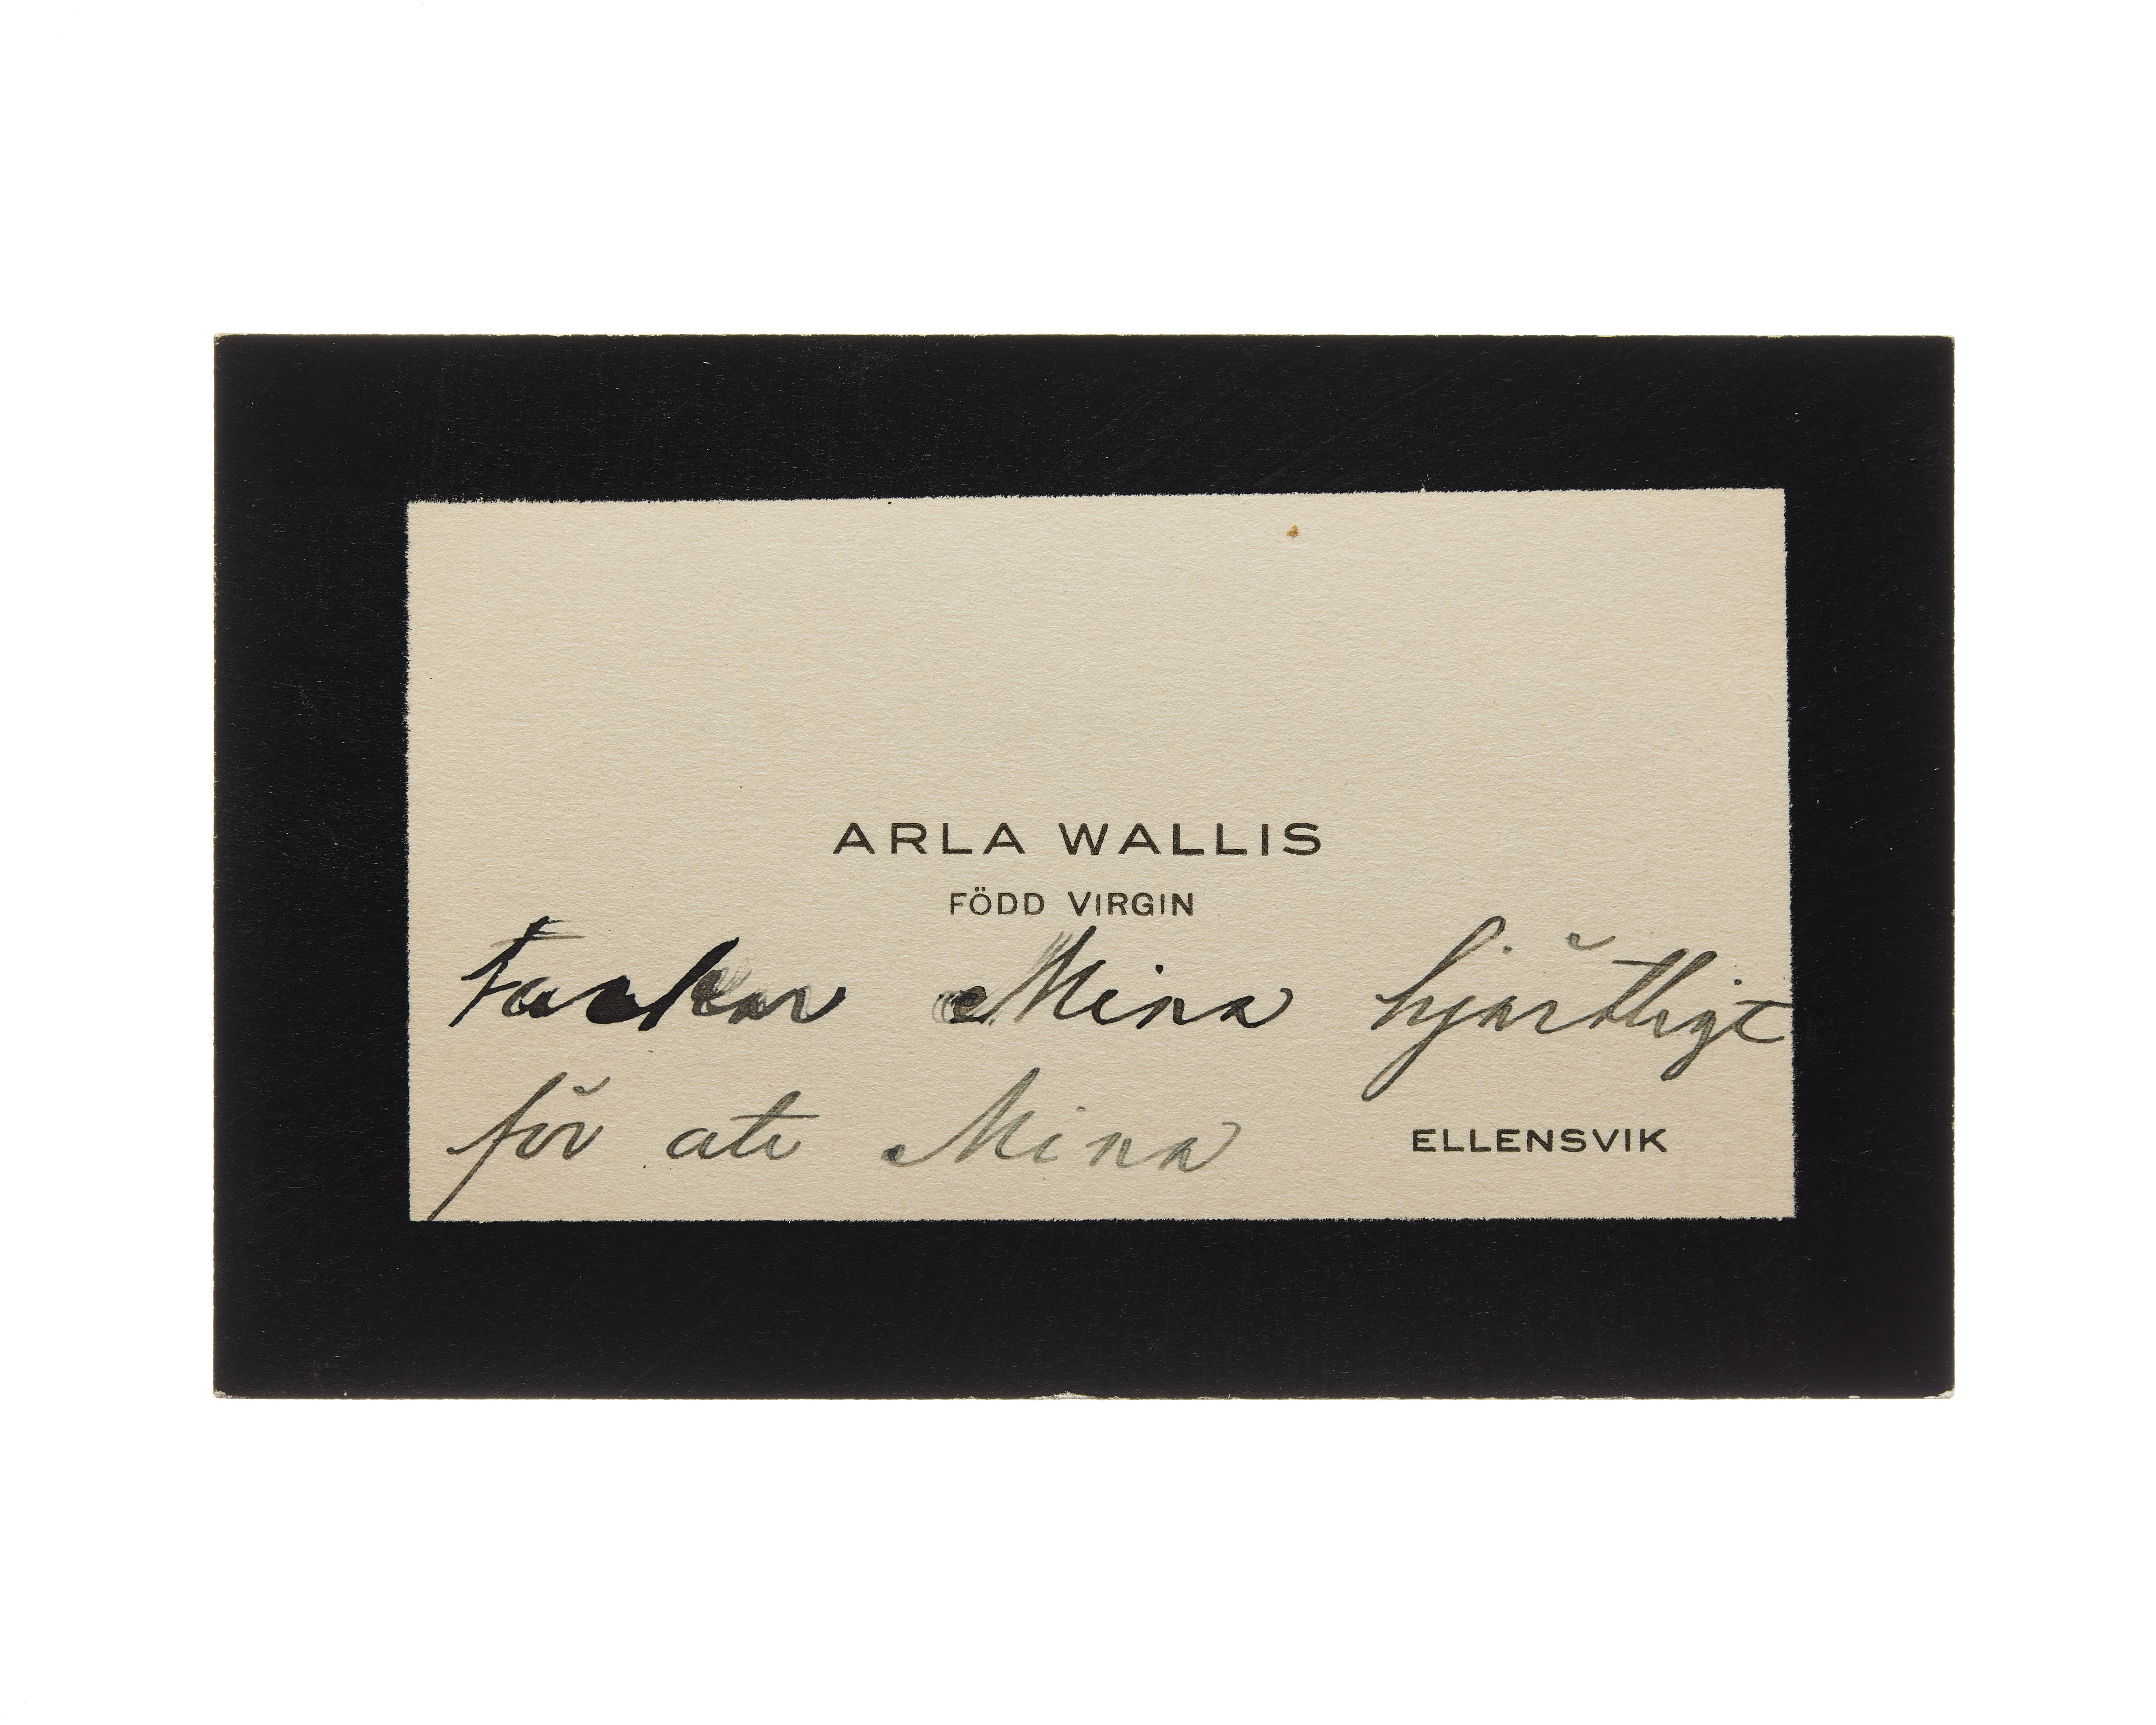 ARLA WALLIS
FÖDD VIRGIN
Tackar Mina hjärtligt
för att Mina
ELLENSVIK